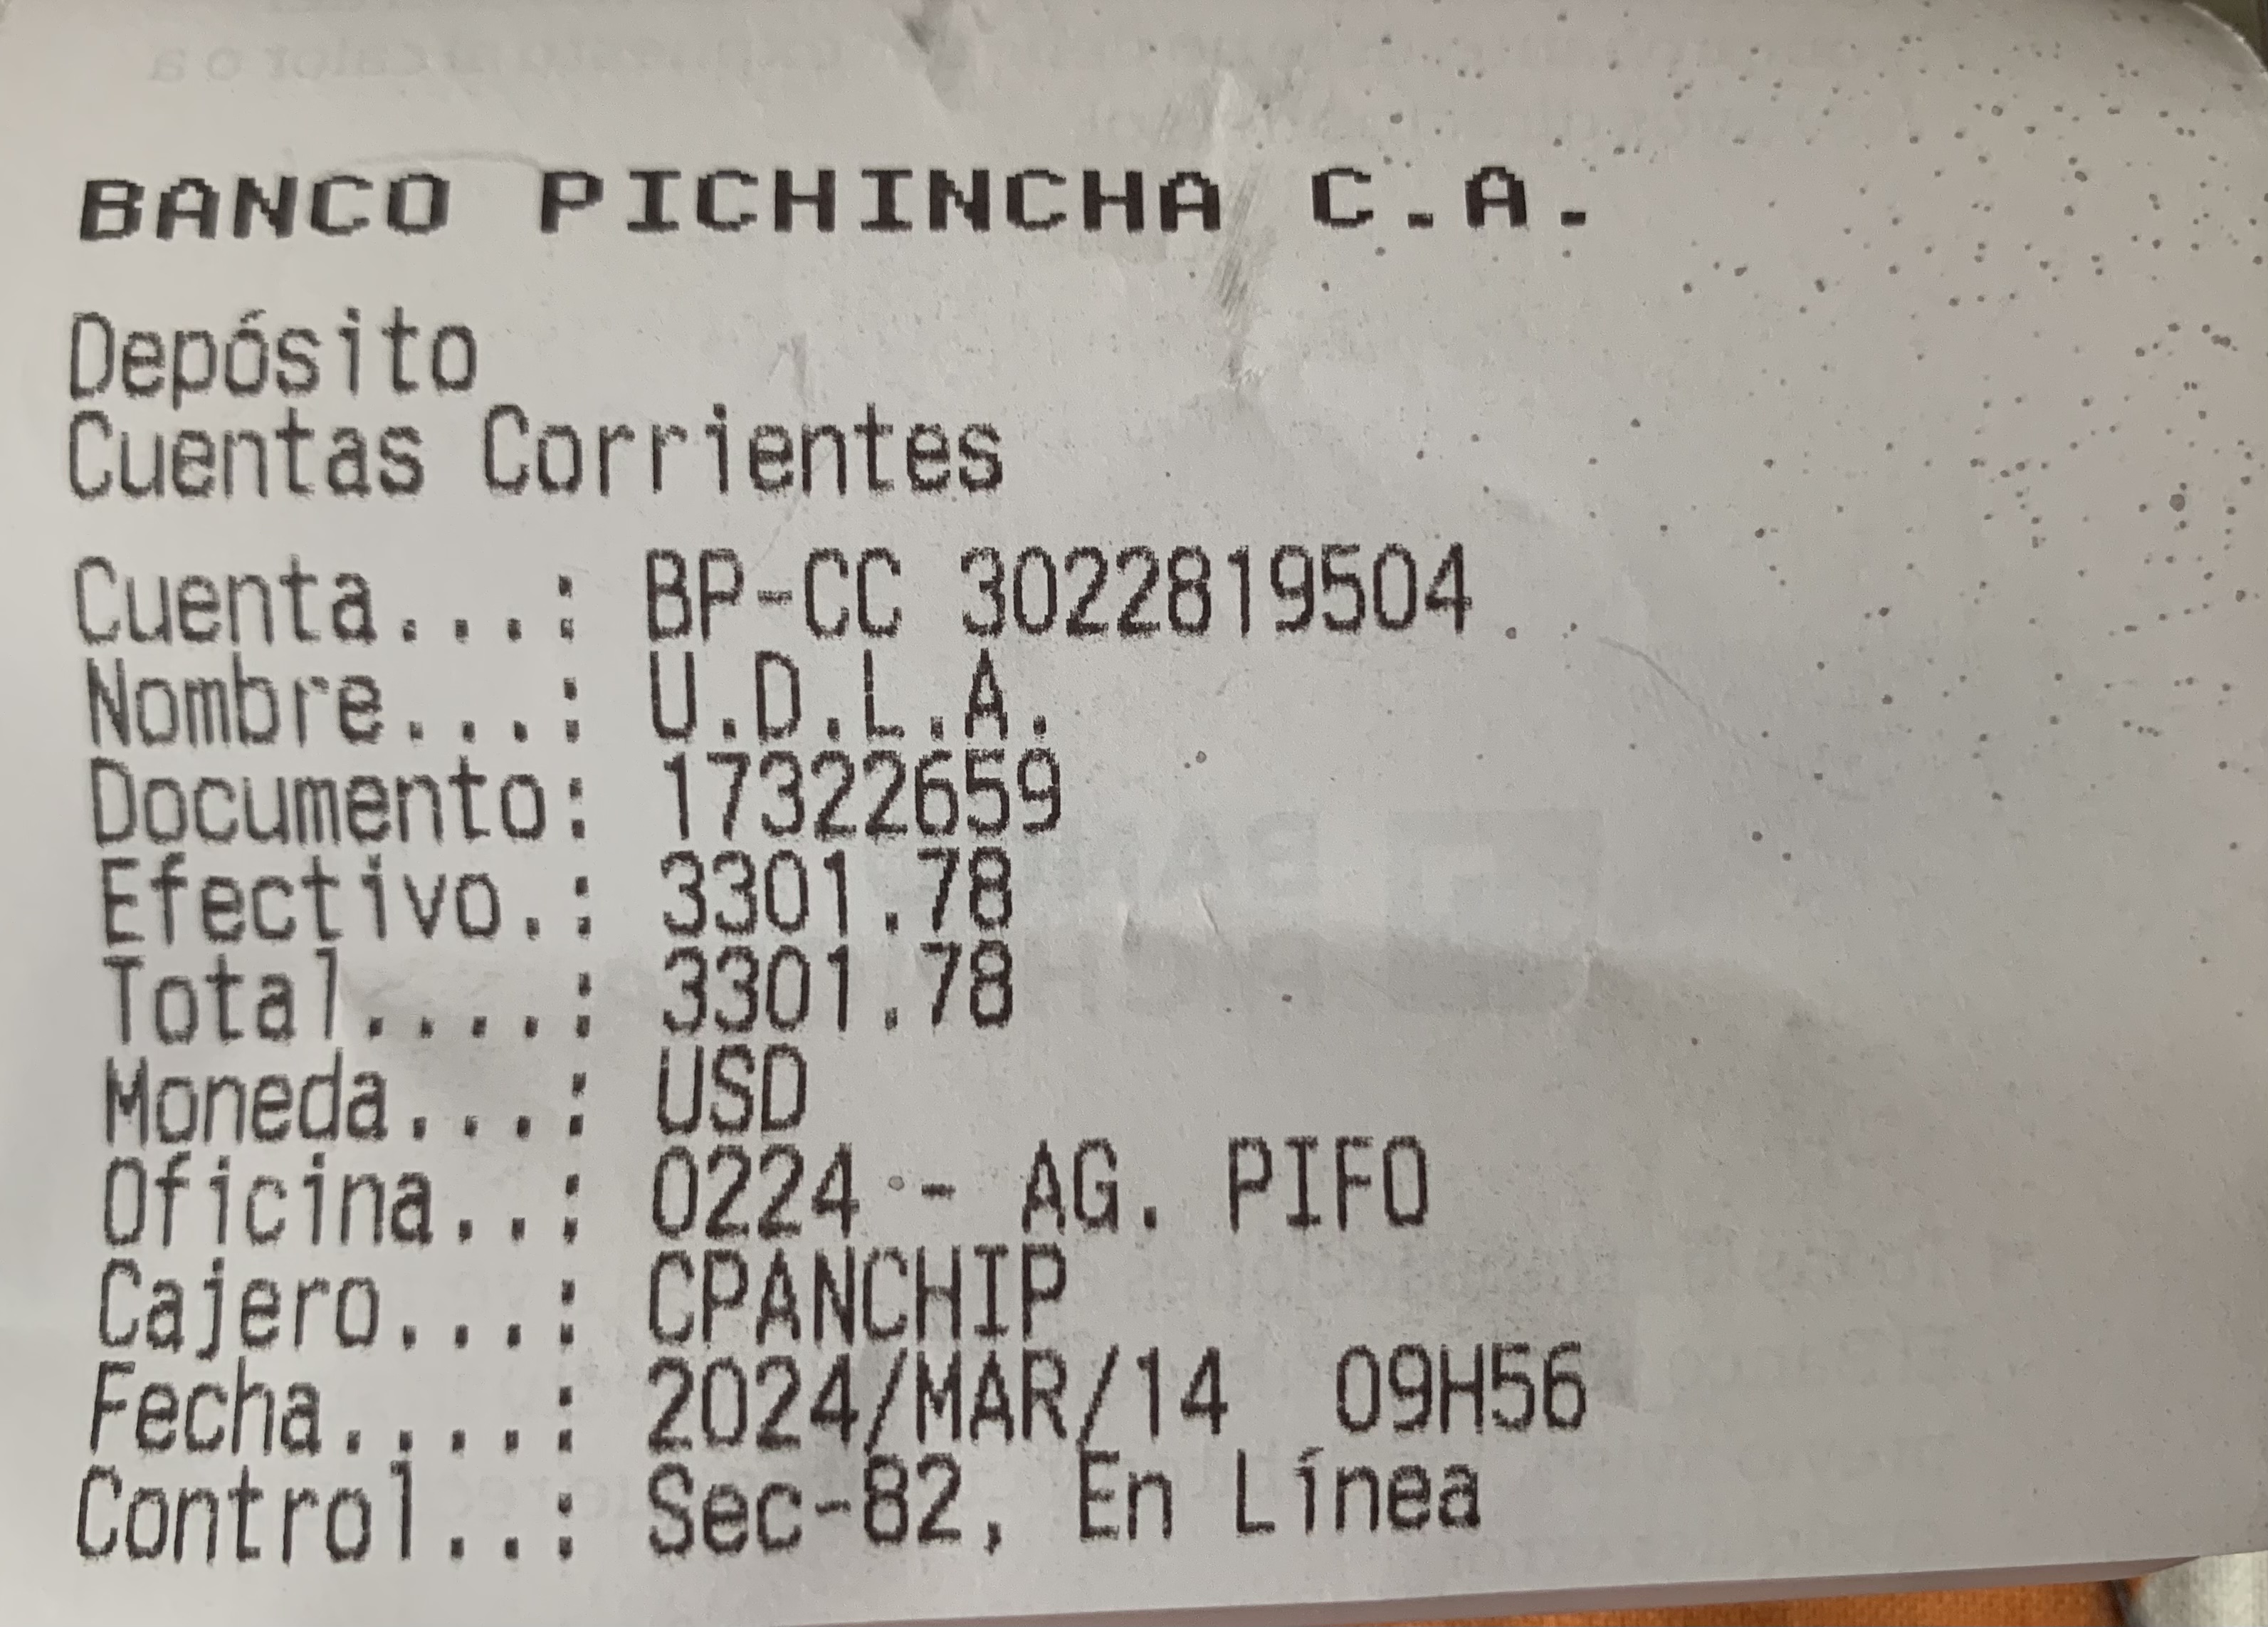 BANCO PICHINCHA C.A.
Depósito
Cuentas Corrientes
Cuenta...: BP-CC 3022819504
Nombre...: U.D.L.A.
Documento: 17322659
Efectivo.: 3301.78
Total....: 3301.78
Moneda...: USD
Oficina..: 0224 - AG. PIFO
Cajero...: CPANCHIP
Fecha....: 2024/MAR/14 09H56
Control..: Sec-82, En Línea